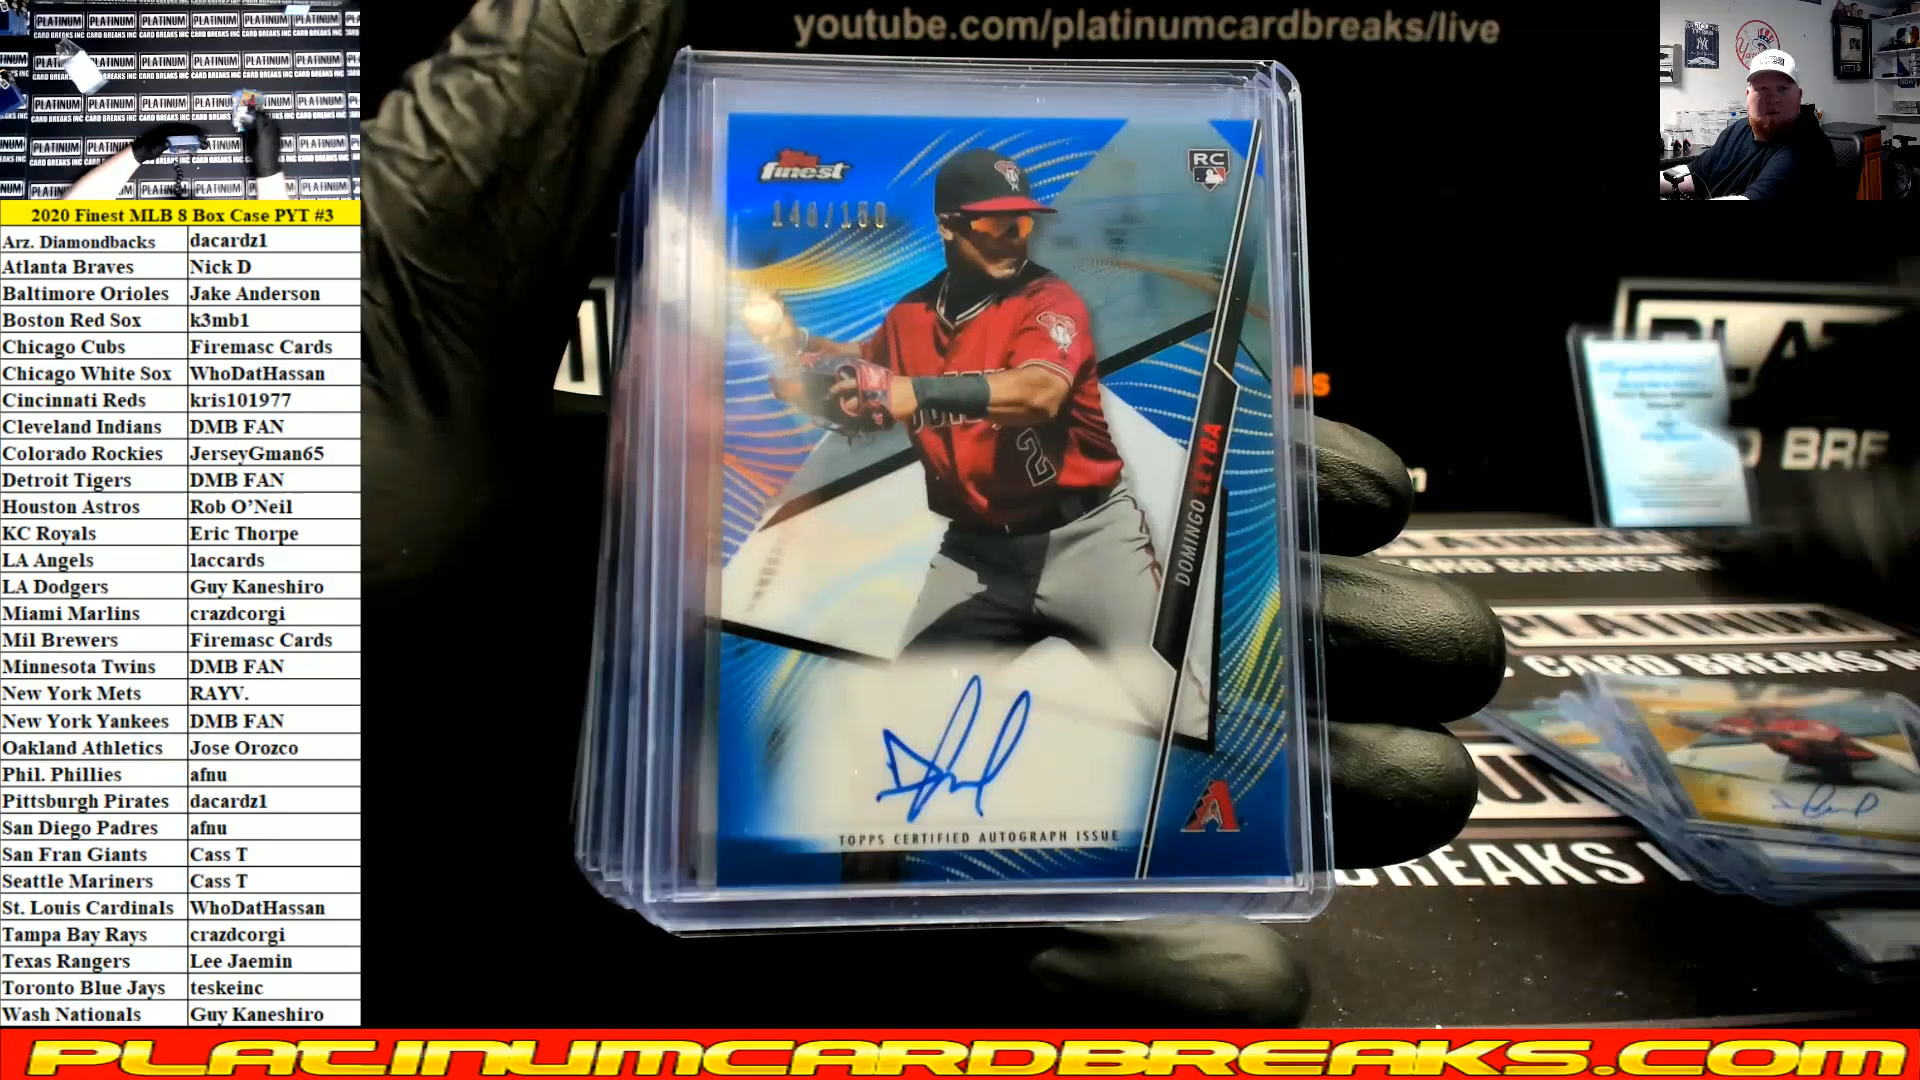 youtube.com/platinumcardbreaks/live
2020 Finest MLB 8 Box Case PYT #3
Arz. Diamondbacks dacardz1
Atlanta Braves Nick D
Baltimore Orioles Jake Anderson
Boston Red Sox k3mb1
Chicago Cubs Firemasc Cards
Chicago White Sox WhoDatHassan
Cincinnati Reds kris101977
Cleveland Indians DMB FAN
Colorado Rockies JerseyGman65
Detroit Tigers DMB FAN
Houston Astros Rob O’Neil
KC Royals Eric Thorpe
LA Angels laccards
LA Dodgers Guy Kaneshiro
Miami Marlins crazdcorgi
Mil Brewers Firemasc Cards
Minnesota Twins DMB FAN
New York Mets RAYV.
New York Yankees DMB FAN
Oakland Athletics Jose Orozco
Phil. Phillies afnu
Pittsburgh Pirates dacardz1
San Diego Padres afnu
San Fran Giants Cass T
Seattle Mariners Cass T
St. Louis Cardinals WhoDatHassan
Tampa Bay Rays crazdcorgi
Texas Rangers Lee Jaemin
Toronto Blue Jays teskeinc
Wash Nationals Guy Kaneshiro
finest
RC
2
DOMINGO LEYBA
TOPPS CERTIFIED AUTOGRAPH ISSUE
A
PLATINUM
CARD BREAKS INC
BREAKS
PLATINUMCARDBREAKS.COM